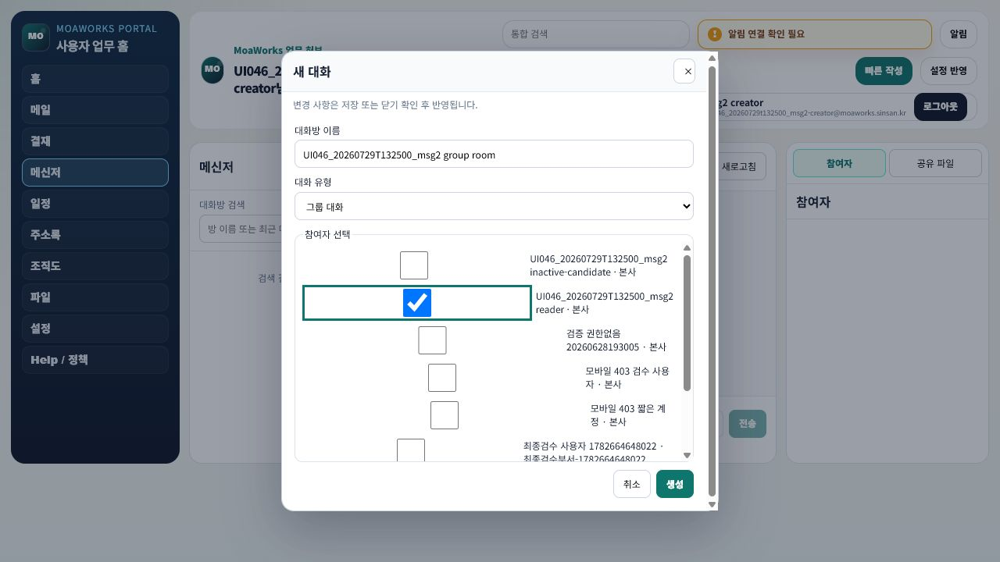 MO
MOAWORKS PORTAL
사용자 업무 홈
홈
메일
결재
메신저
일정
주소록
조직도
파일
설정
Help / 정책
통합 검색
알림 연결 확인 필요
알림
MO
MoaWorks 업무 허브
UI046_2
creator님
빠른 작성
설정 반영
creator
46_20260729t132500_msg2-creator@moaworks.sinsan.kr
로그아웃
메신저
새로고침
대화방 검색
방 이름 또는 최근
검색
전송
참여자
공유 파일
참여자
새 대화
×
변경 사항은 저장 또는 닫기 확인 후 반영됩니다.
대화방 이름
UI046_20260729T132500_msg2 group room
대화 유형
그룹 대화
참여자 선택
UI046_20260729T132500_msg2
inactive-candidate · 본사
UI046_20260729T132500_msg2
reader · 본사
검증 권한없음
20260628193005 · 본사
모바일 403 검수 사용
자 · 본사
모바일 403 짧은 계
정 · 본사
최종검수 사용자 1782664648022 ·
최종검수부서-1782664648022
취소
생성